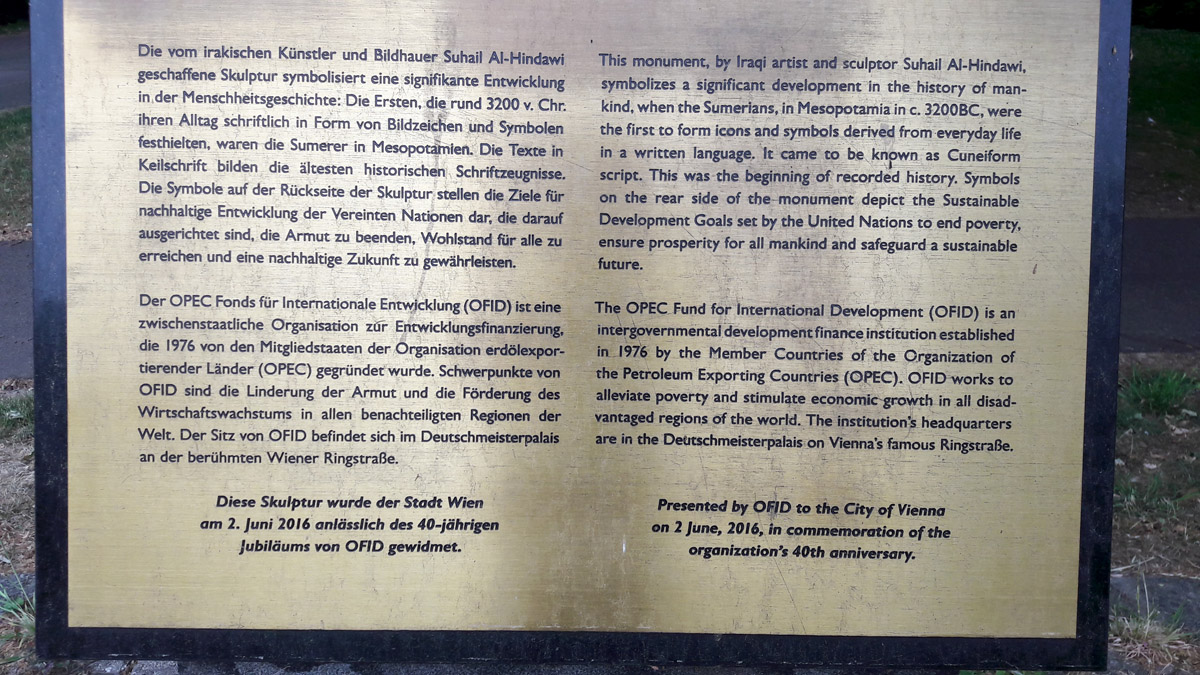 Die vom irakischen Künstler und Bildhauer Suhail Al-Hindawi
geschaffene Skulptur symbolisiert eine signifikante Entwicklung
in der Menschheitsgeschichte: Die Ersten, die rund 3200 v. Chr.
ihren Alltag schriftlich in Form von Bildzeichen und Symbolen
festhielten, waren die Sumerer in Mesopotamien. Die Texte in
Keilschrift bilden die ältesten historischen Schriftzeugnisse.
Die Symbole auf der Rückseite der Skulptur stellen die Ziele für
nachhaltige Entwicklung der Vereinten Nationen dar, die darauf
ausgerichtet sind, die Armut zu beenden, Wohlstand für alle zu
erreichen und eine nachhaltige Zukunft zu gewährleisten.
Der OPEC Fonds für Internationale Entwicklung (OFID) ist eine
zwischenstaatliche Organisation zur Entwicklungsfinanzierung,
die 1976 von den Mitgliedstaaten der Organisation erdölexpor-
tierender Länder (OPEC) gegründet wurde. Schwerpunkte von
OFID sind die Linderung der Armut und die Förderung des
Wirtschaftswachstums in allen benachteiligten Regionen der
Welt. Der Sitz von OFID befindet sich im Deutschmeisterpalais
an der berühmten Wiener Ringstraße.
Diese Skulptur wurde der Stadt Wien
am 2. Juni 2016 anlässlich des 40-jährigen
Jubiläums von OFID gewidmet.
This monument, by Iraqi artist and sculptor Suhail Al-Hindawi,
symbolizes a significant development in the history of man-
kind, when the Sumerians, in Mesopotamia in c. 3200BC, were
the first to form icons and symbols derived from everyday life
in a written language. It came to be known as Cuneiform
script. This was the beginning of recorded history. Symbols
on the rear side of the monument depict the Sustainable
Development Goals set by the United Nations to end poverty,
ensure prosperity for all mankind and safeguard a sustainable
future.
The OPEC Fund for International Development (OFID) is an
intergovernmental development finance institution established
in 1976 by the Member Countries of the Organization of
the Petroleum Exporting Countries (OPEC). OFID works to
alleviate poverty and stimulate economic growth in all disad-
vantaged regions of the world. The institution's headquarters
are in the Deutschmeisterpalais on Vienna's famous Ringstraße.
Presented by OFID to the City of Vienna
on 2 June, 2016, in commemoration of the
organization's 40th anniversary.